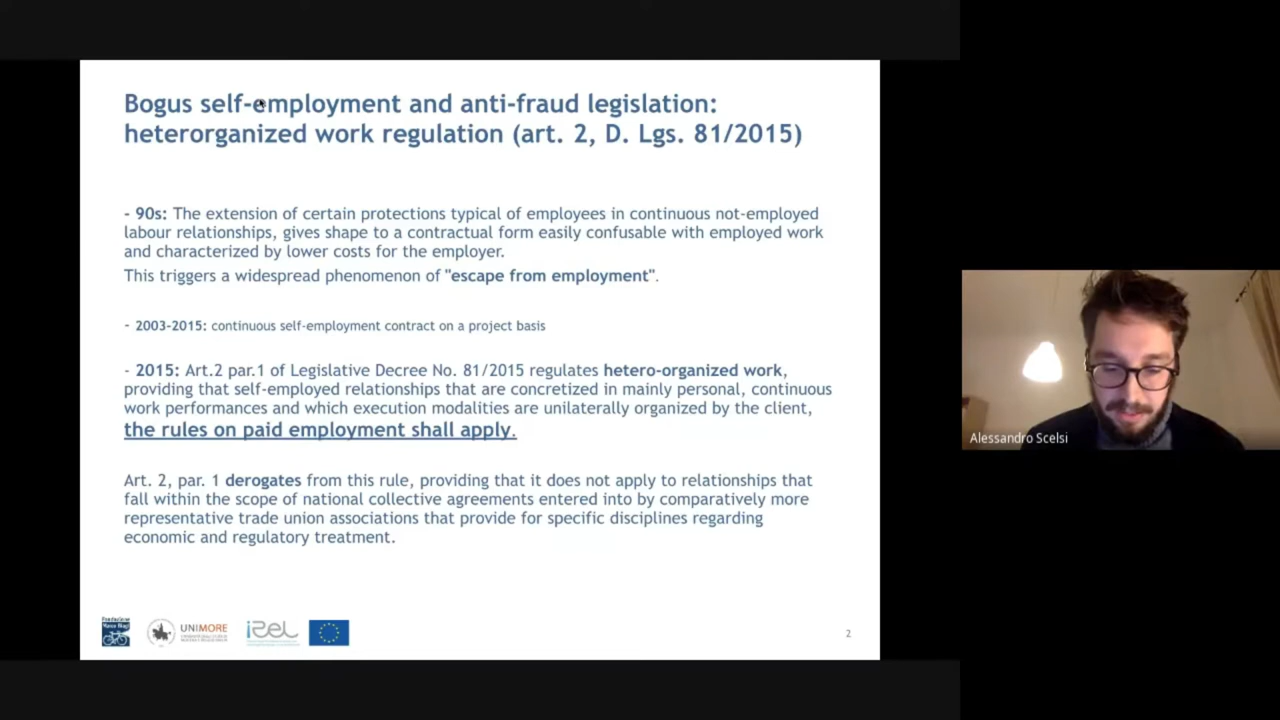 Bogus self-employment and anti-fraud legislation:
heterorganized work regulation (art. 2, D. Lgs. 81/2015)
- 90s: The extension of certain protections typical of employees in continuous not-employed
labour relationships, gives shape to a contractual form easily confusable with employed work
and characterized by lower costs for the employer.
This triggers a widespread phenomenon of "escape from employment".
- 2003-2015: continuous self-employment contract on a project basis
- 2015: Art.2 par.1 of Legislative Decree No. 81/2015 regulates hetero-organized work,
providing that self-employed relationships that are concretized in mainly personal, continuous
work performances and which execution modalities are unilaterally organized by the client,
the rules on paid employment shall apply.
Art. 2, par. 1 derogates from this rule, providing that it does not apply to relationships that
fall within the scope of national collective agreements entered into by comparatively more
representative trade union associations that provide for specific disciplines regarding
economic and regulatory treatment.
Fondazione
Marco Biagi
UNIMORE
iRel
2
Alessandro Scelsi